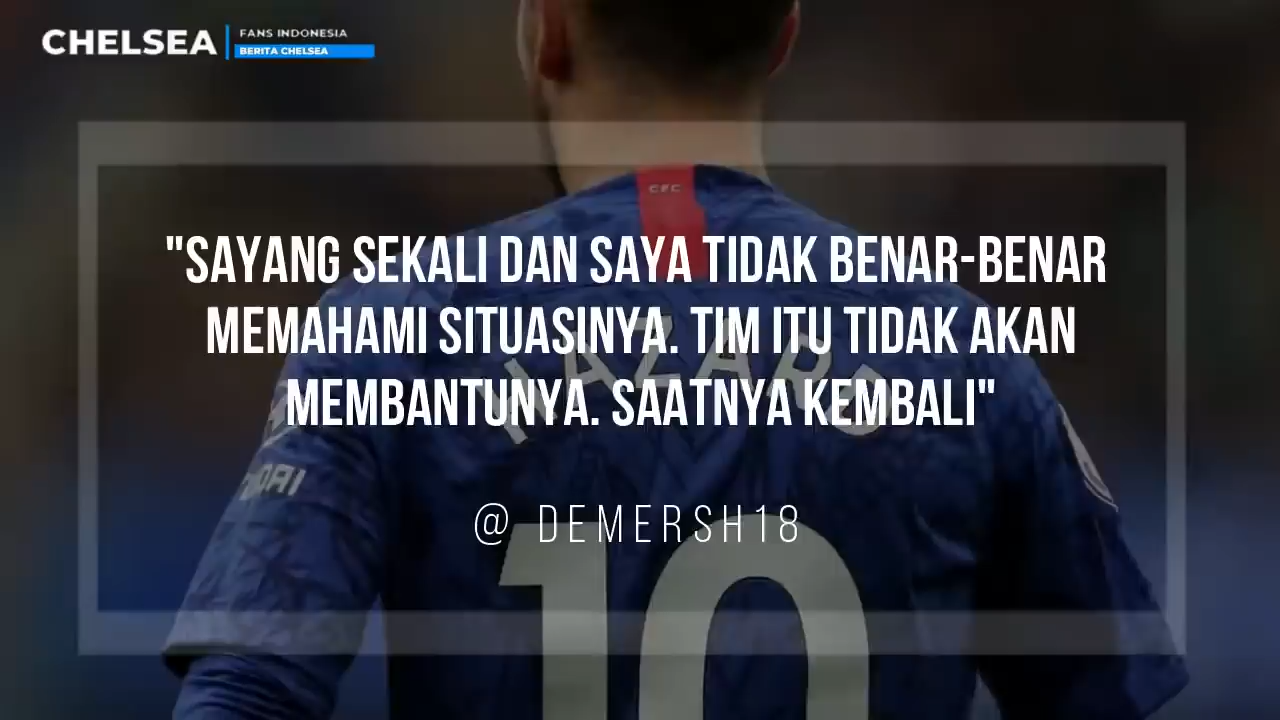 CHELSEA
FANS INDONESIA
BERITA CHELSEA
CFC
"SAYANG SEKALI DAN SAYA TIDAK BENAR-BENAR
MEMAHAMI SITUASINYA. TIM ITU TIDAK AKAN
MEMBANTUNYA. SAATNYA KEMBALI"
HAZARD
@ DEMERSH18
10